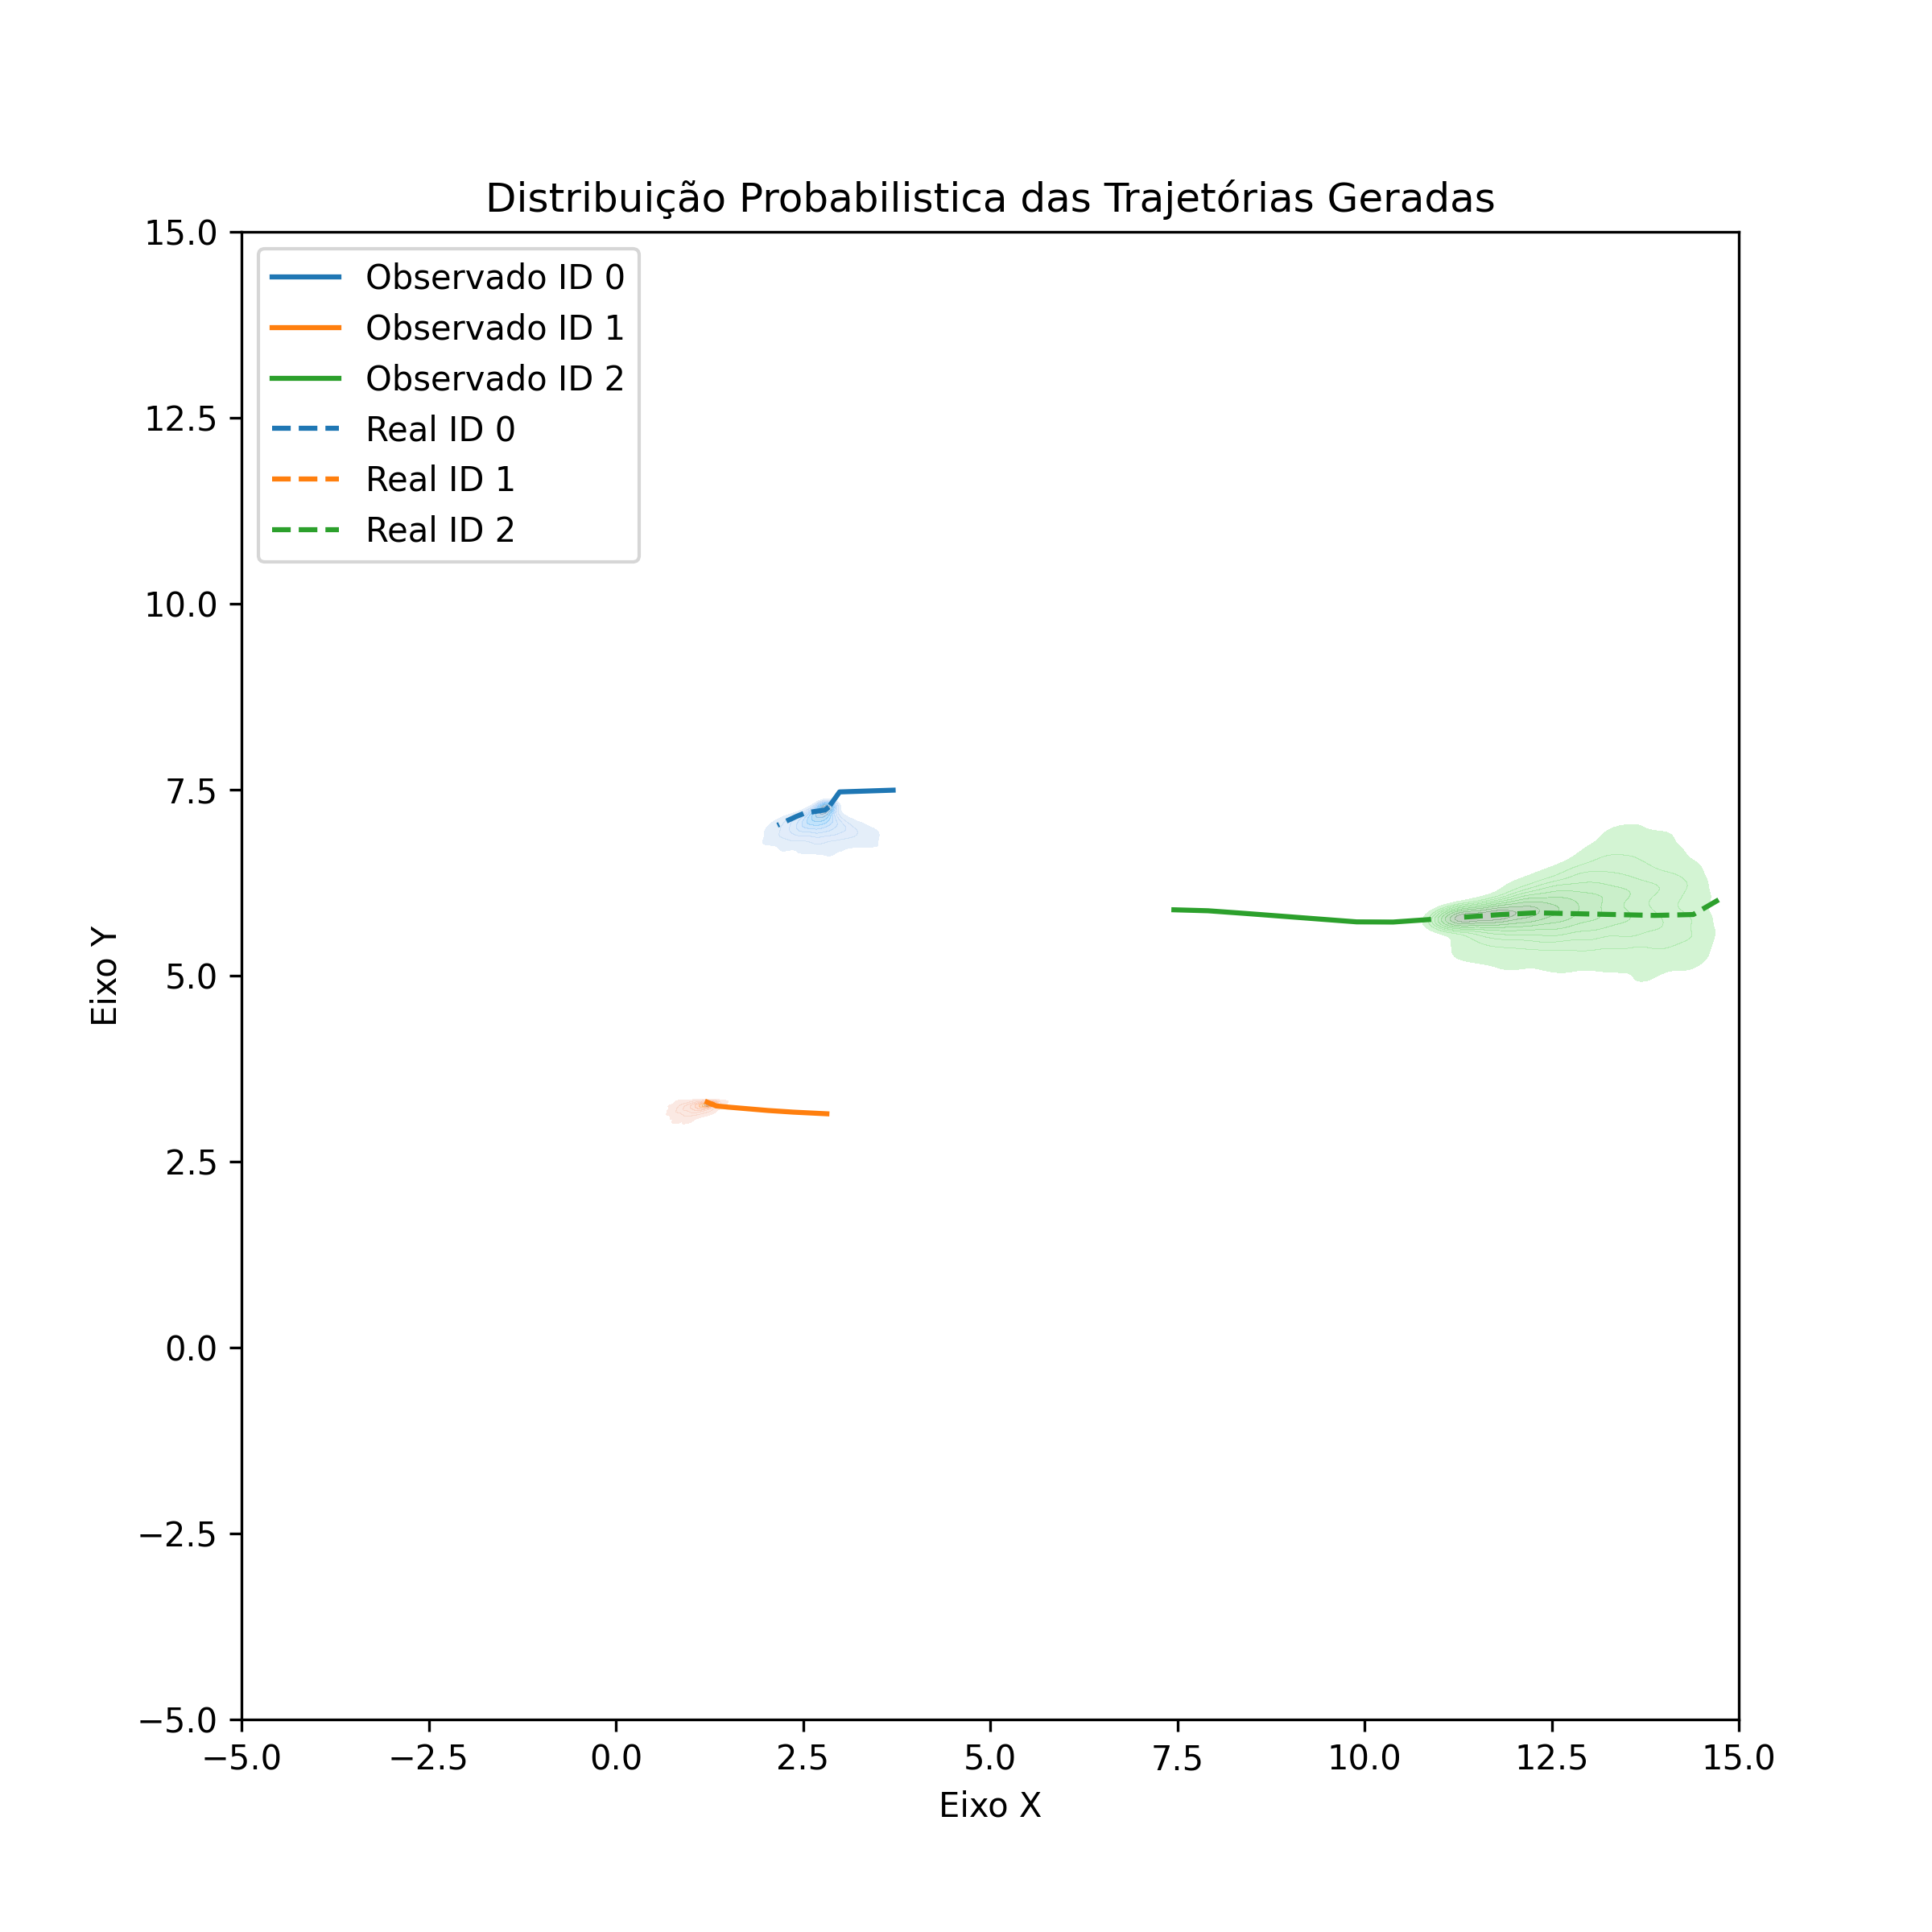 Distribuição Probabilistica das Trajetórias Geradas
15.0
12.5
10.0
7.5
5.0
2.5
0.0
−2.5
−5.0
Eixo Y
Observado ID 0
Observado ID 1
Observado ID 2
Real ID 0
Real ID 1
Real ID 2
−5.0 −2.5 0.0 2.5 5.0 7.5 10.0 12.5 15.0
Eixo X